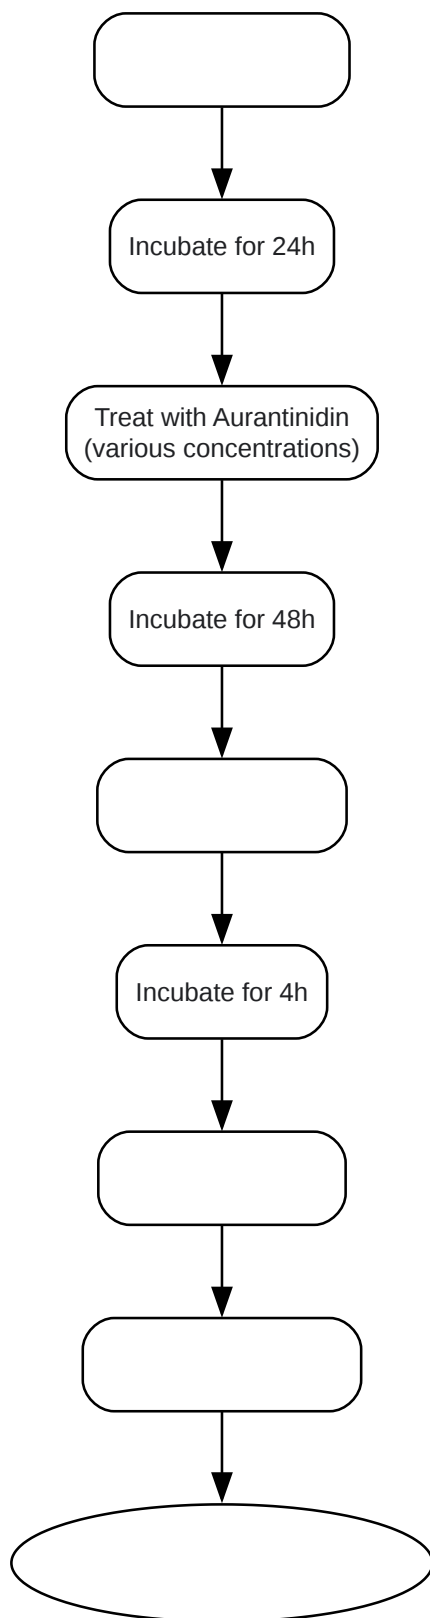 Incubate for 24h
Treat with Aurantinidin
(various concentrations)
Incubate for 48h
Incubate for 4h